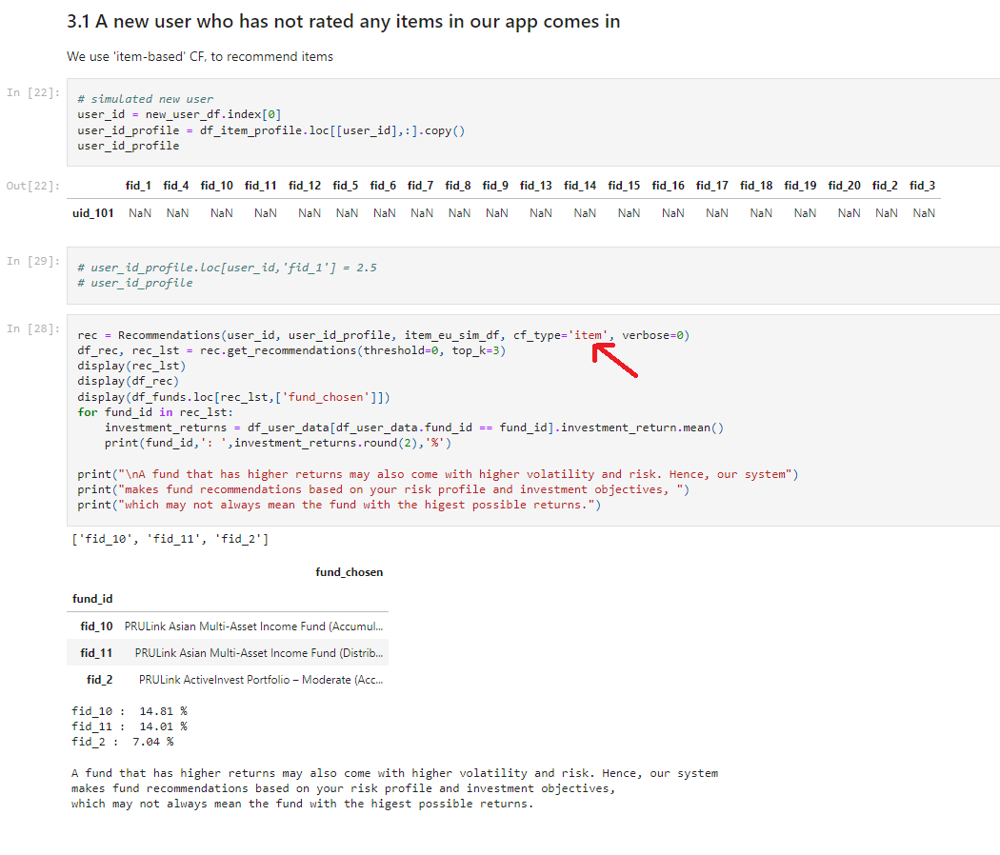 3.1 A new user who has not rated any items in our app comes in
We use 'item-based' CF, to recommend items
In [22]:
# simulated new user
user_id = new_user_df.index[0]
user_id_profile = df_item_profile.loc[[user_id],:].copy()
user_id_profile
Out[22]:
fid_1 fid_4 fid_10 fid_11 fid_12 fid_5 fid_6 fid_7 fid_8 fid_9 fid_13 fid_14 fid_15 fid_16 fid_17 fid_18 fid_19 fid_20 fid_2 fid_3
uid_101 NaN NaN NaN NaN NaN NaN NaN NaN NaN NaN NaN NaN NaN NaN NaN NaN NaN NaN NaN NaN
In [29]:
# user_id_profile.loc[user_id,'fid_1'] = 2.5
# user_id_profile
In [28]:
rec = Recommendations(user_id, user_id_profile, item_eu_sim_df, cf_type='item', verbose=0)
df_rec, rec_lst = rec.get_recommendations(threshold=0, top_k=3)
display(rec_lst)
display(df_rec)
display(df_funds.loc[rec_lst,['fund_chosen']])
for fund_id in rec_lst:
    investment_returns = df_user_data[df_user_data.fund_id == fund_id].investment_return.mean()
    print(fund_id,': ',investment_returns.round(2),'%')
print("\nA fund that has higher returns may also come with higher volatility and risk. Hence, our system")
print("makes fund recommendations based on your risk profile and investment objectives, ")
print("which may not always mean the fund with the higest possible returns.")
['fid_10', 'fid_11', 'fid_2']
fund_chosen
fund_id
fid_10 PRULink Asian Multi-Asset Income Fund (Accumul...
fid_11 PRULink Asian Multi-Asset Income Fund (Distrib...
fid_2 PRULink ActiveInvest Portfolio – Moderate (Acc...
fid_10 :  14.81 %
fid_11 :  14.01 %
fid_2 :  7.04 %
A fund that has higher returns may also come with higher volatility and risk. Hence, our system
makes fund recommendations based on your risk profile and investment objectives,
which may not always mean the fund with the higest possible returns.